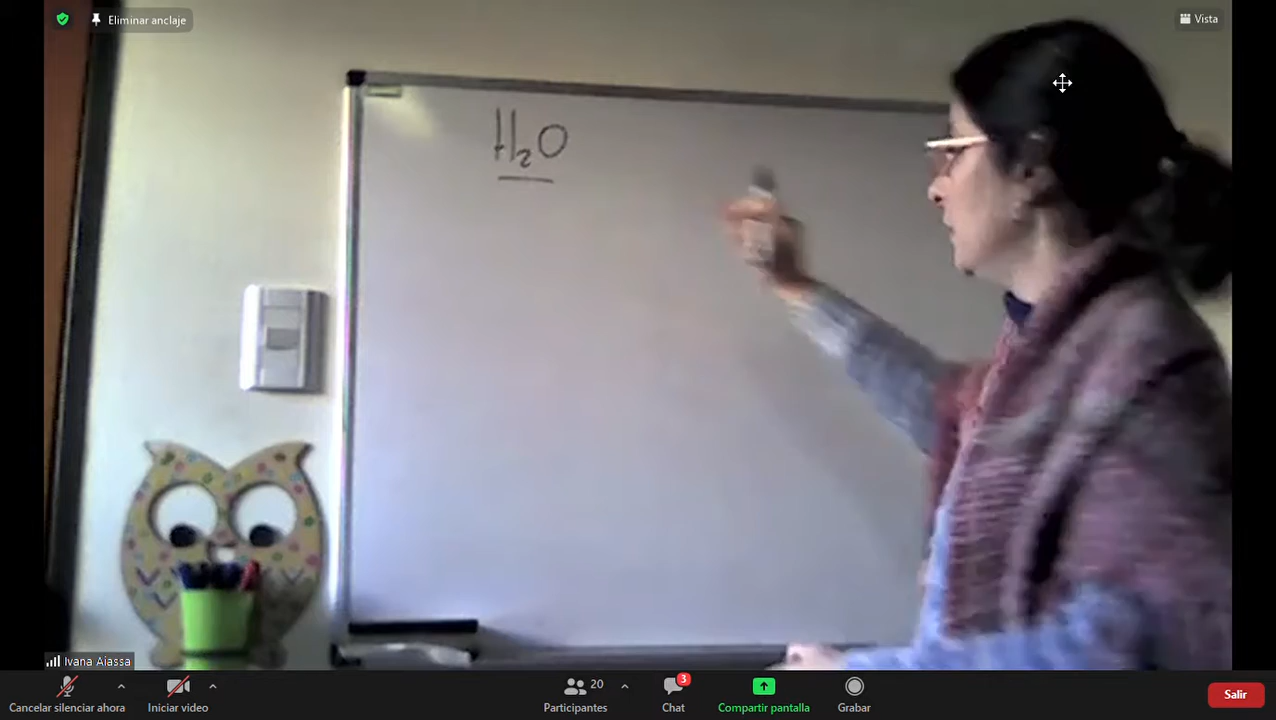 Eliminar anclaje
Vista
H₂O
Ivana Aiassa
Cancelar silenciar ahora
Iniciar video
20
Participantes
3
Chat
Compartir pantalla
Grabar
Salir